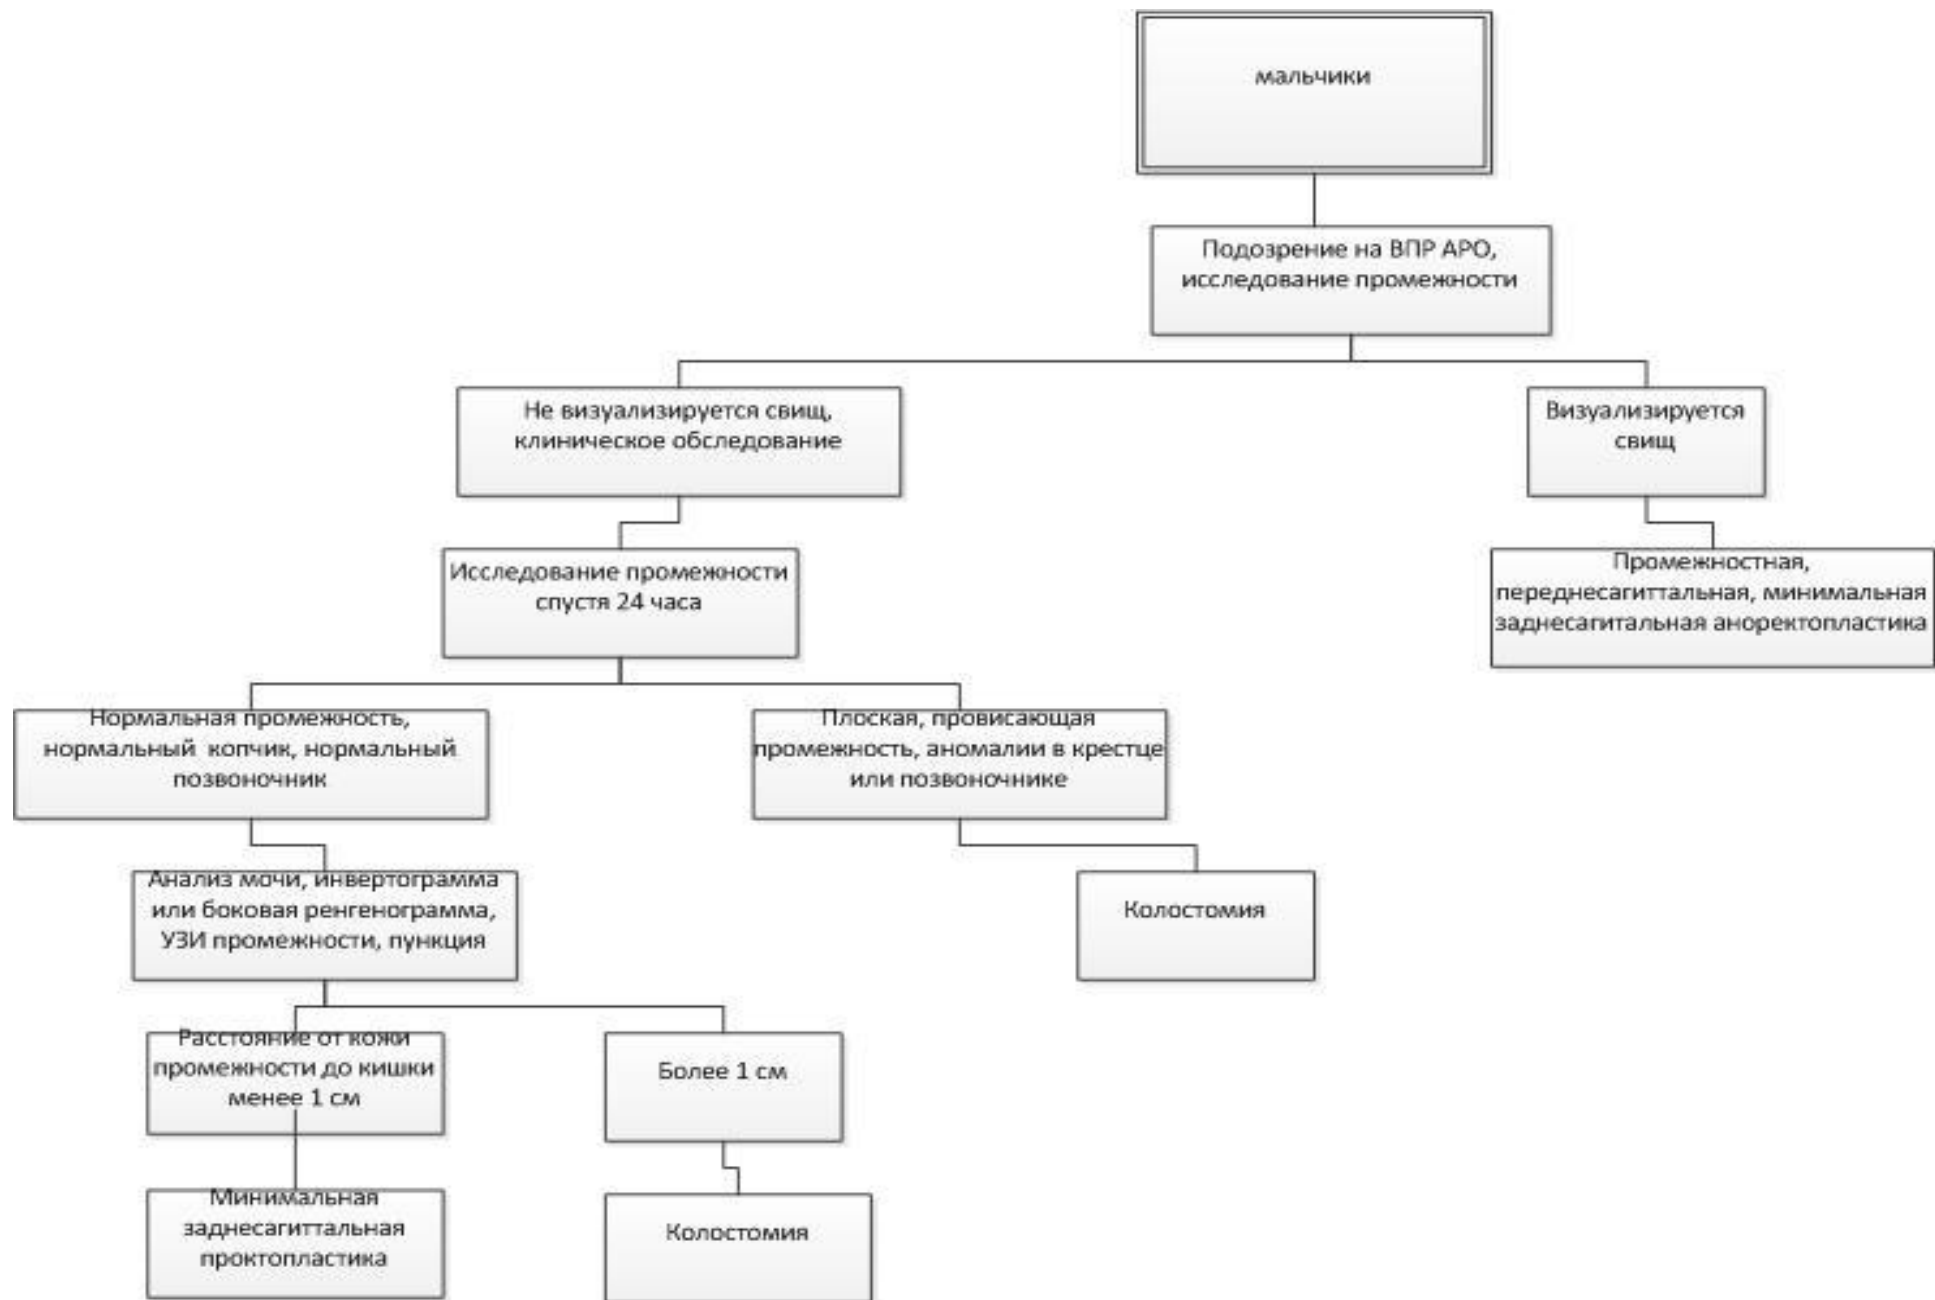 мальчики
Подозрение на ВПР АРО,
исследование промежности
Не визуализируется свищ,
клиническое обследование
Визуализируется
свищ
Исследование промежности
спустя 24 часа
Промежностная,
переднесагиттальная, минимальная
заднесагитальная аноректопластика
Нормальная промежность,
нормальный копчик, нормальный
позвоночник
Плоская, провисающая
промежность, аномалии в крестце
или позвоночнике
Анализ мочи, инвертограмма
или боковая ренгенограмма,
УЗИ промежности, пункция
Колостомия
Расстояние от кожи
промежности до кишки
менее 1 см
Более 1 см
Минимальная
заднесагиттальная
проктопластика
Колостомия